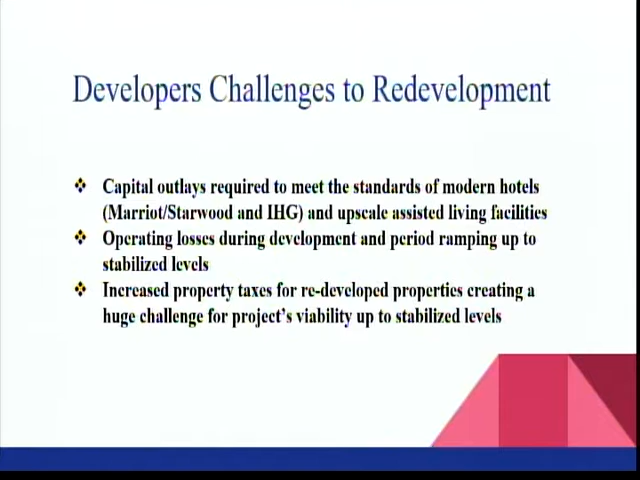 Developers Challenges to Redevelopment
Capital outlays required to meet the standards of modern hotels
(Marriot/Starwood and IHG) and upscale assisted living facilities
Operating losses during development and period ramping up to
stabilized levels
Increased property taxes for re-developed properties creating a
huge challenge for project's viability up to stabilized levels